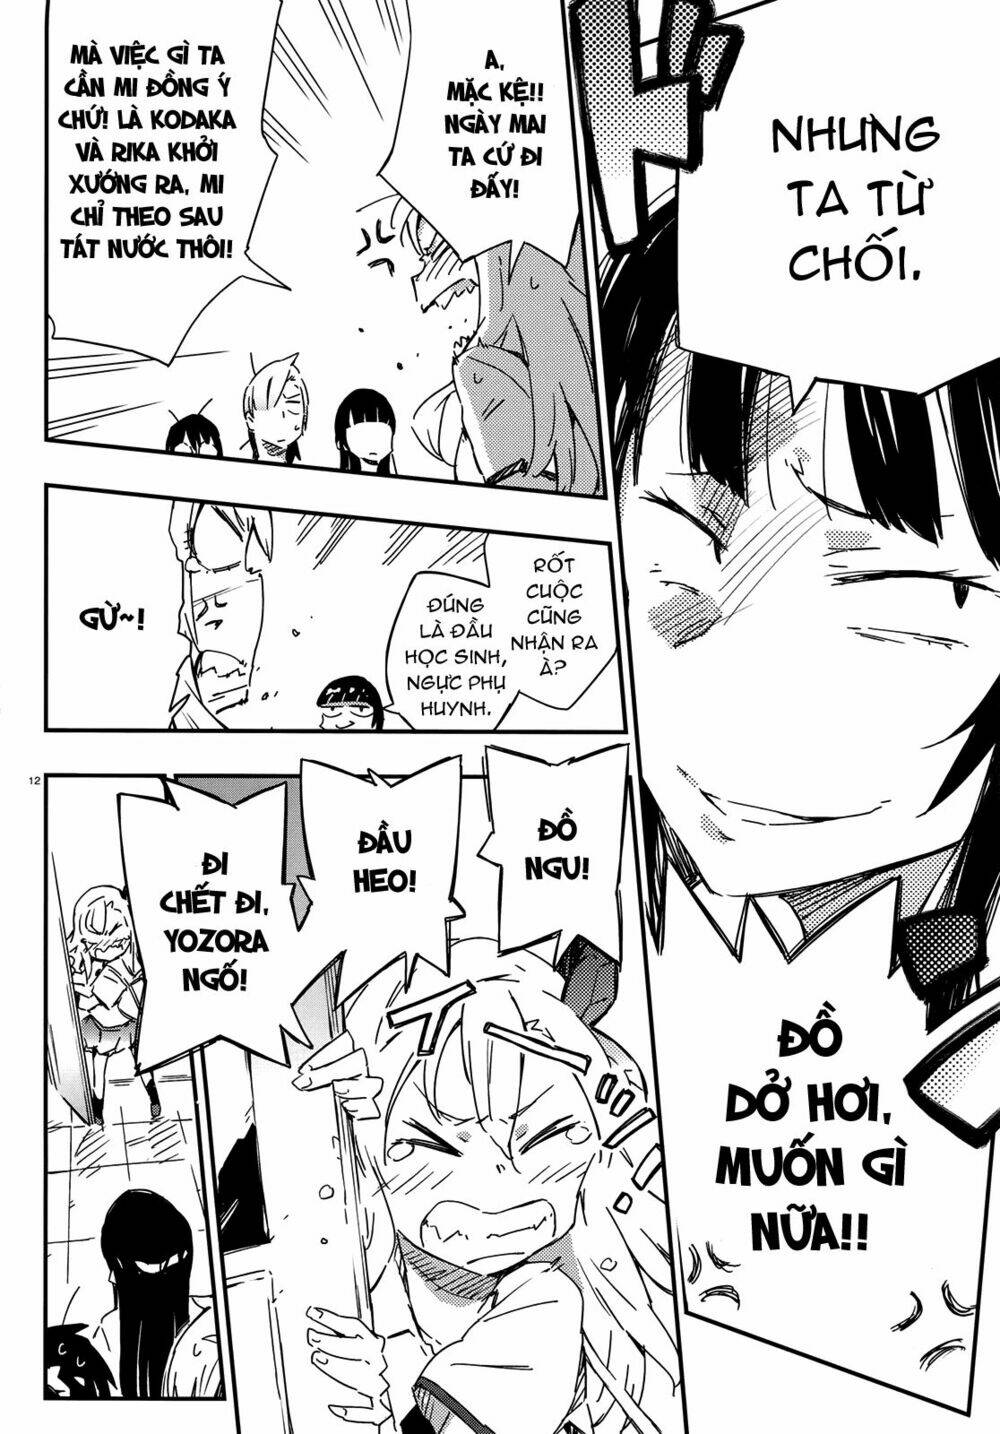 NHƯNG
TA TỪ
CHỐI.
ĐỒ
DỞ HƠI,
MUỐN GÌ
NỮA!!
A,
MẶC KỆ!!
NGÀY MAI
TA CỨ ĐI
ĐẤY!
MÀ VIỆC GÌ TA
CẦN MI ĐỒNG Ý
CHỨ! LÀ KODAKA
VÀ RIKA KHỞI
XƯỚNG RA, MI
CHỈ THEO SAU
TÁT NƯỚC THÔI!
RỐT
CUỘC
CŨNG
NHẬN RA
À?
ĐÚNG
LÀ ĐẦU
HỌC SINH,
NGỰC PHỤ
HUYNH.
GỪ~!
12
ĐỒ
NGU!
ĐẦU
HEO!
ĐI
CHẾT ĐI,
YOZORA
NGỐ!